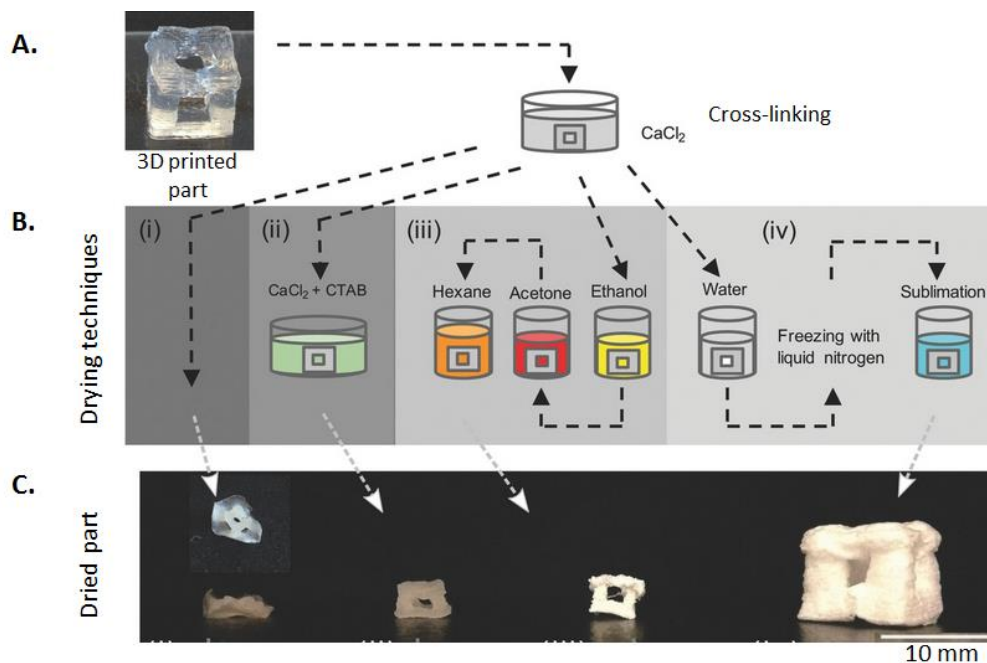 A.
3D printed
part
CaCl₂
Cross-linking
B.
Drying techniques
(i)
(ii)
CaCl₂ + CTAB
(iii)
Hexane
Acetone
Ethanol
(iv)
Water
Freezing with
liquid nitrogen
Sublimation
C.
Dried part
10 mm